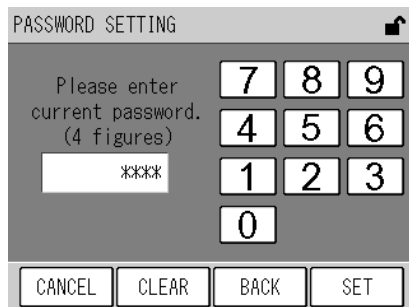 PASSWORD SETTING
Please enter
current password.
(4 figures)
****
7 8 9
4 5 6
1 2 3
0
CANCEL CLEAR BACK SET